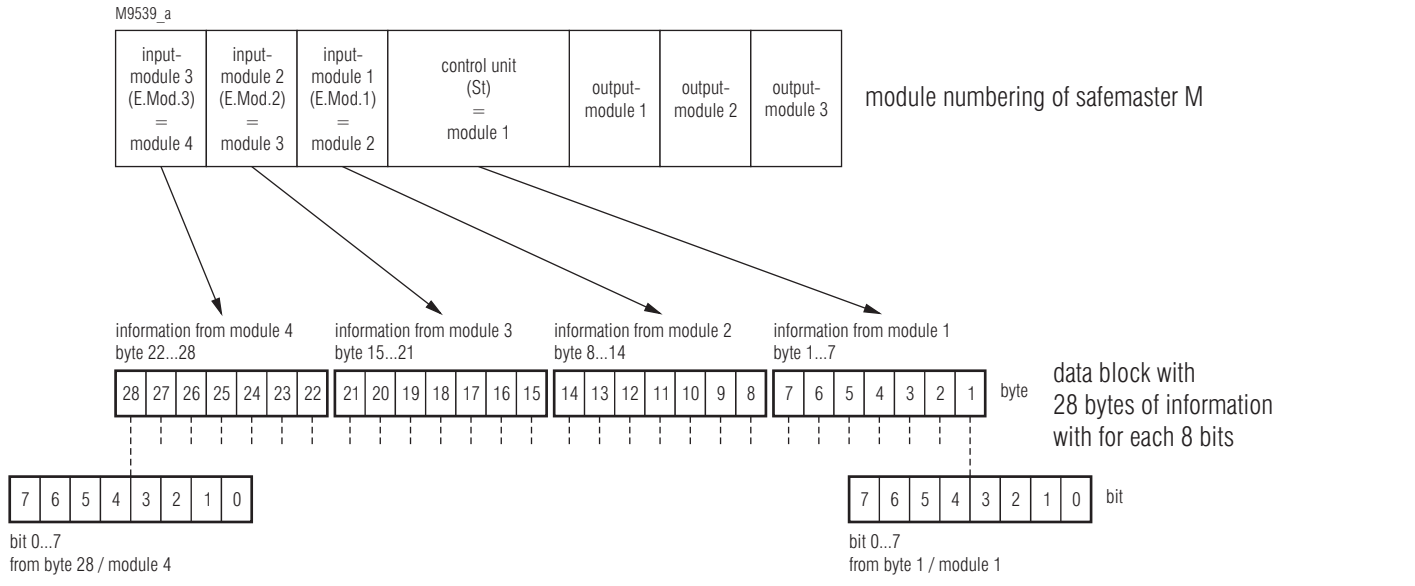 M9539_a
input-
module 3
(E.Mod.3)
=
module 4
input-
module 2
(E.Mod.2)
=
module 3
input-
module 1
(E.Mod.1)
=
module 2
control unit
(St)
=
module 1
output-
module 1
output-
module 2
output-
module 3
module numbering of safemaster M
information from module 4
byte 22...28
information from module 3
byte 15...21
information from module 2
byte 8...14
information from module 1
byte 1...7
28 27 26 25 24 23 22
21 20 19 18 17 16 15
14 13 12 11 10 9 8
7 6 5 4 3 2 1
byte
data block with
28 bytes of information
with for each 8 bits
7 6 5 4 3 2 1 0
bit 0...7
from byte 28 / module 4
7 6 5 4 3 2 1 0
bit
bit 0...7
from byte 1 / module 1